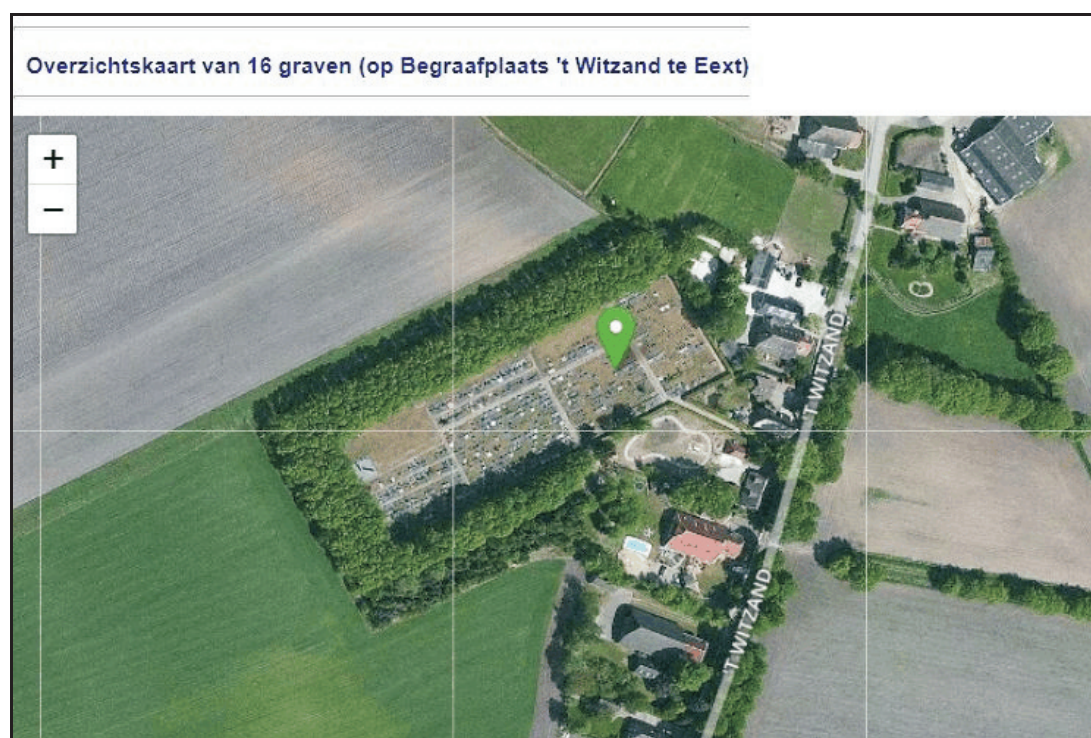 Overzichtskaart van 16 graven (op Begraafplaats 't Witzand te Eext)
+
−
'T WITZAND
'T WITZAND